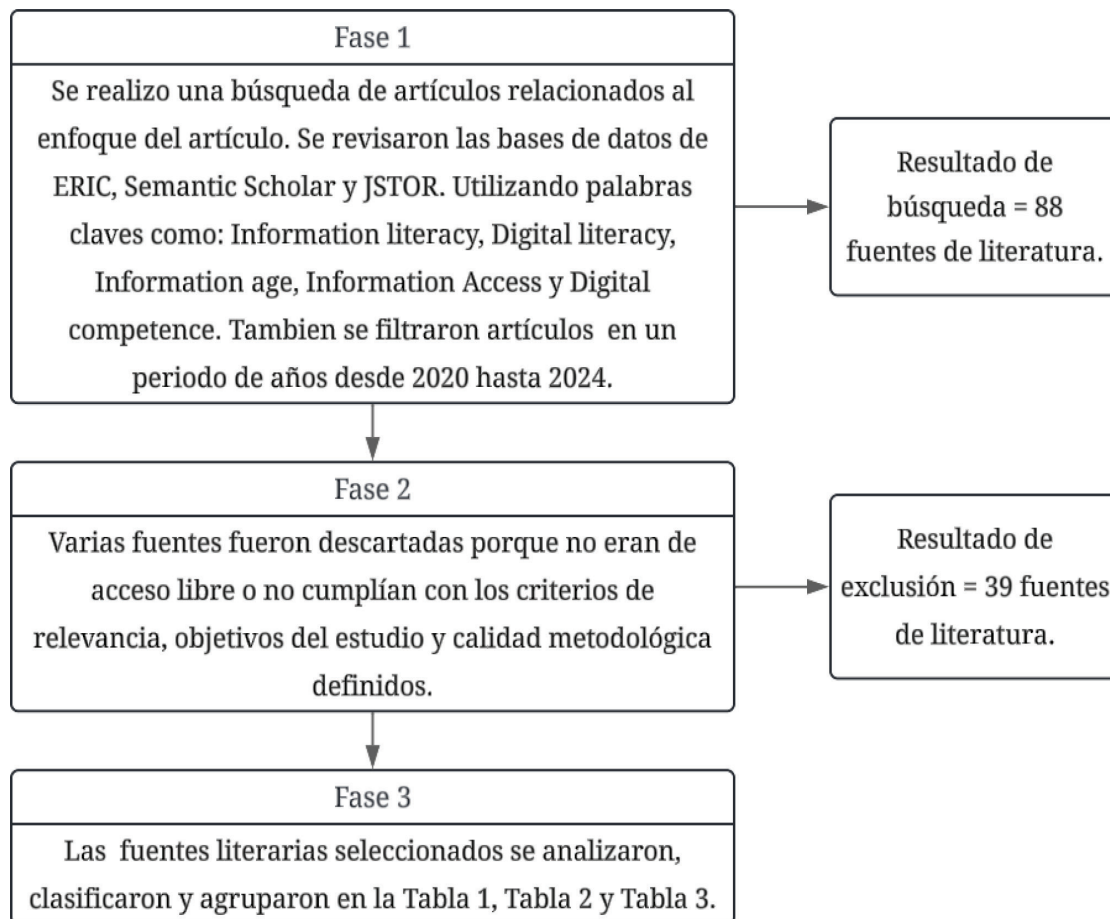 Fase 1
Se realizo una búsqueda de artículos relacionados al
enfoque del artículo. Se revisaron las bases de datos de
ERIC, Semantic Scholar y JSTOR. Utilizando palabras
claves como: Information literacy, Digital literacy,
Information age, Information Access y Digital
competence. Tambien se filtraron artículos en un
periodo de años desde 2020 hasta 2024.
Resultado de
búsqueda = 88
fuentes de literatura.
Fase 2
Varias fuentes fueron descartadas porque no eran de
acceso libre o no cumplían con los criterios de
relevancia, objetivos del estudio y calidad metodológica
definidos.
Resultado de
exclusión = 39 fuentes
de literatura.
Fase 3
Las fuentes literarias seleccionados se analizaron,
clasificaron y agruparon en la Tabla 1, Tabla 2 y Tabla 3.